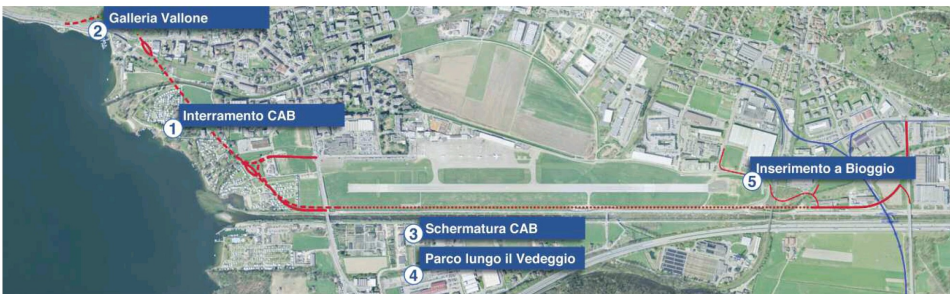 2 Galleria Vallone
1 Interramento CAB
5 Inserimento a Bioggio
3 Schermatura CAB
4 Parco lungo il Vedeggio